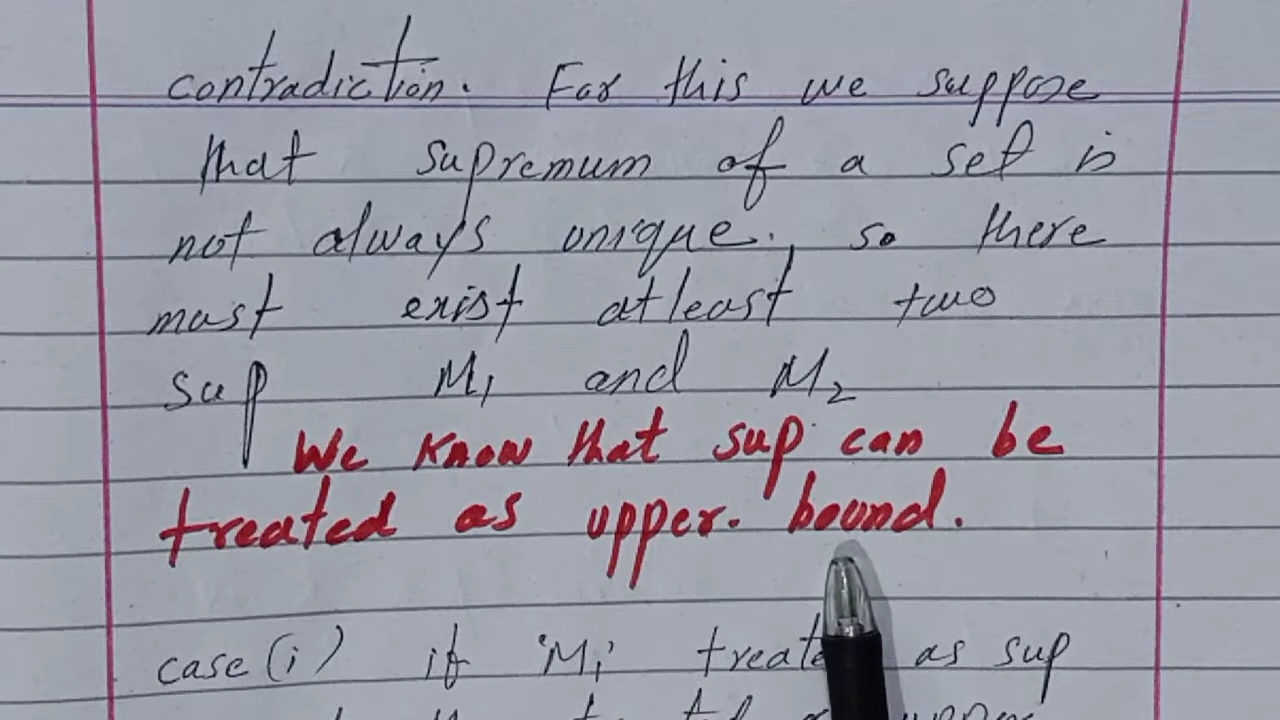 contradiction. For this we suppose
that supremum of a set is
not always unique., so there
must exist atleast two
sup M₁ and M₂
We know that sup can be
treated as upper. bound.
case (i) if 'M₁' treate as sup